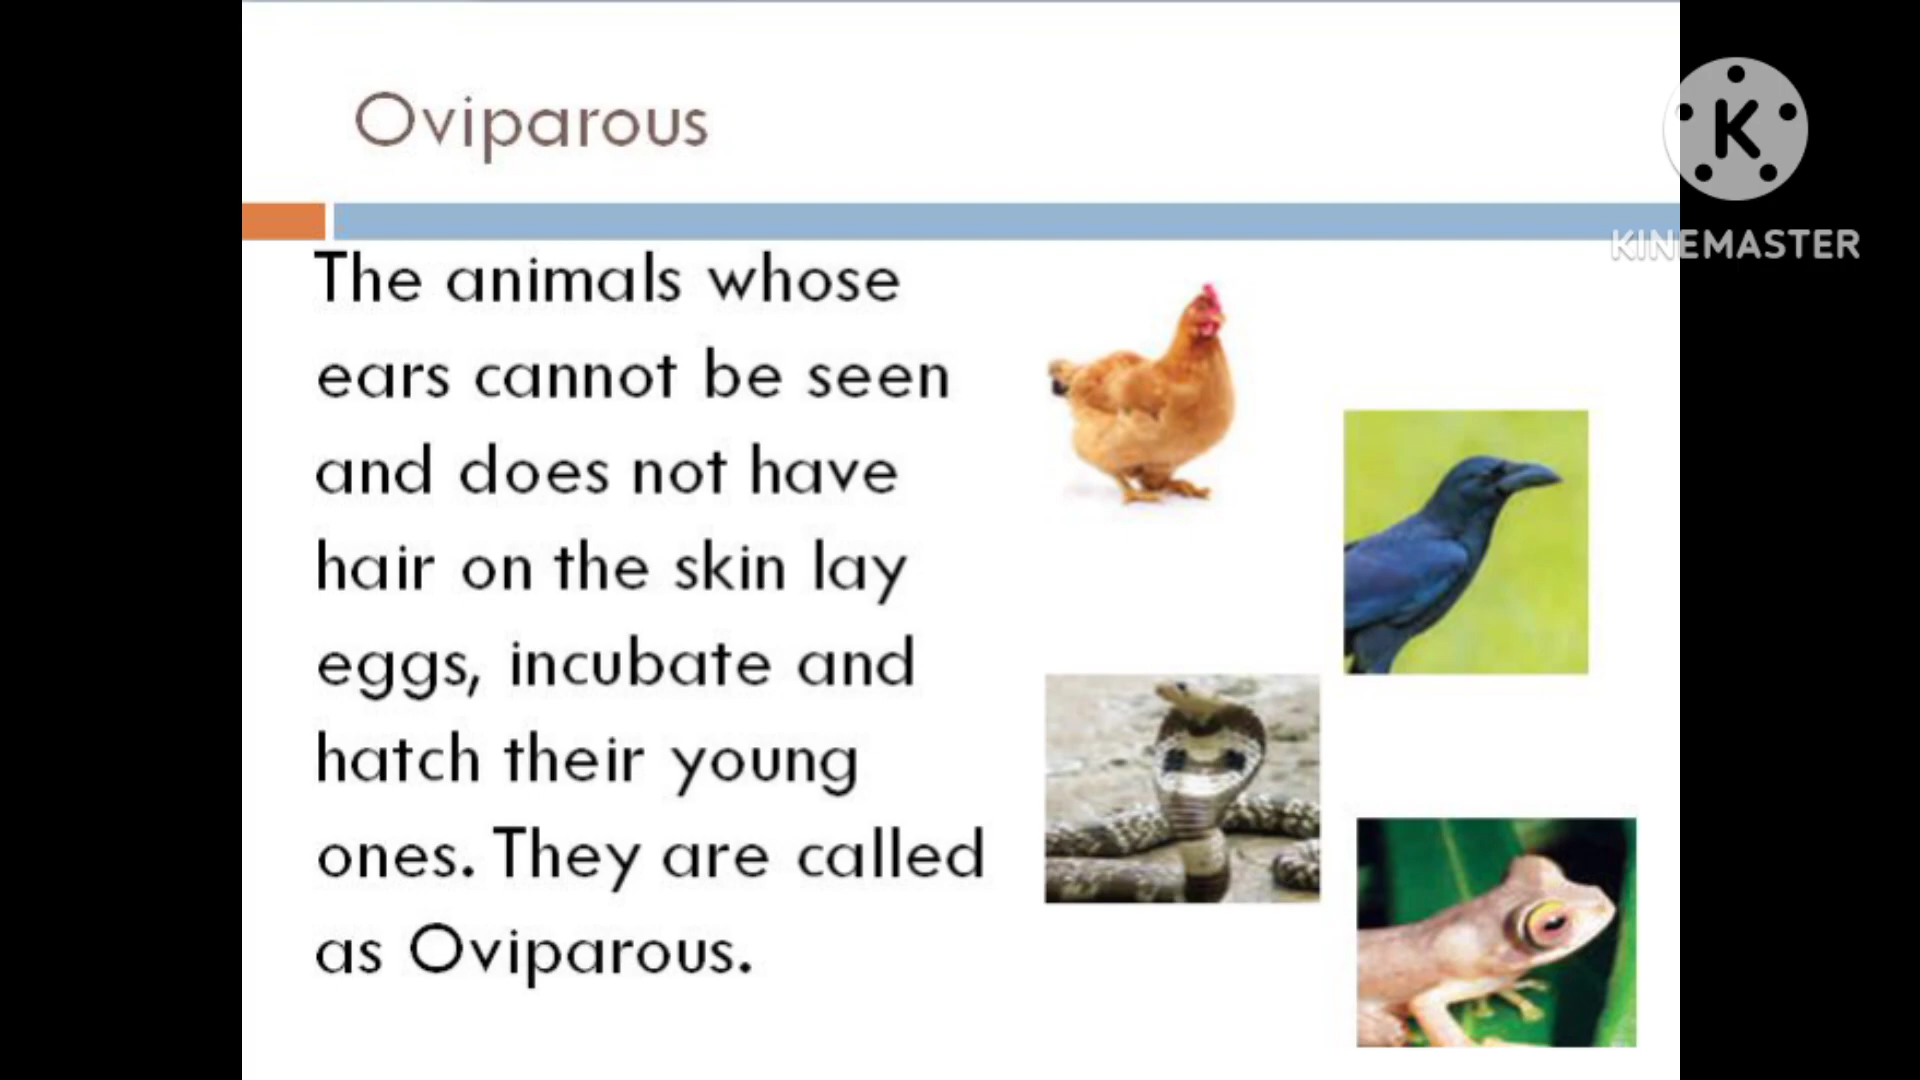 Oviparous
K
KINEMASTER
The animals whose
ears cannot be seen
and does not have
hair on the skin lay
eggs, incubate and
hatch their young
ones. They are called
as Oviparous.